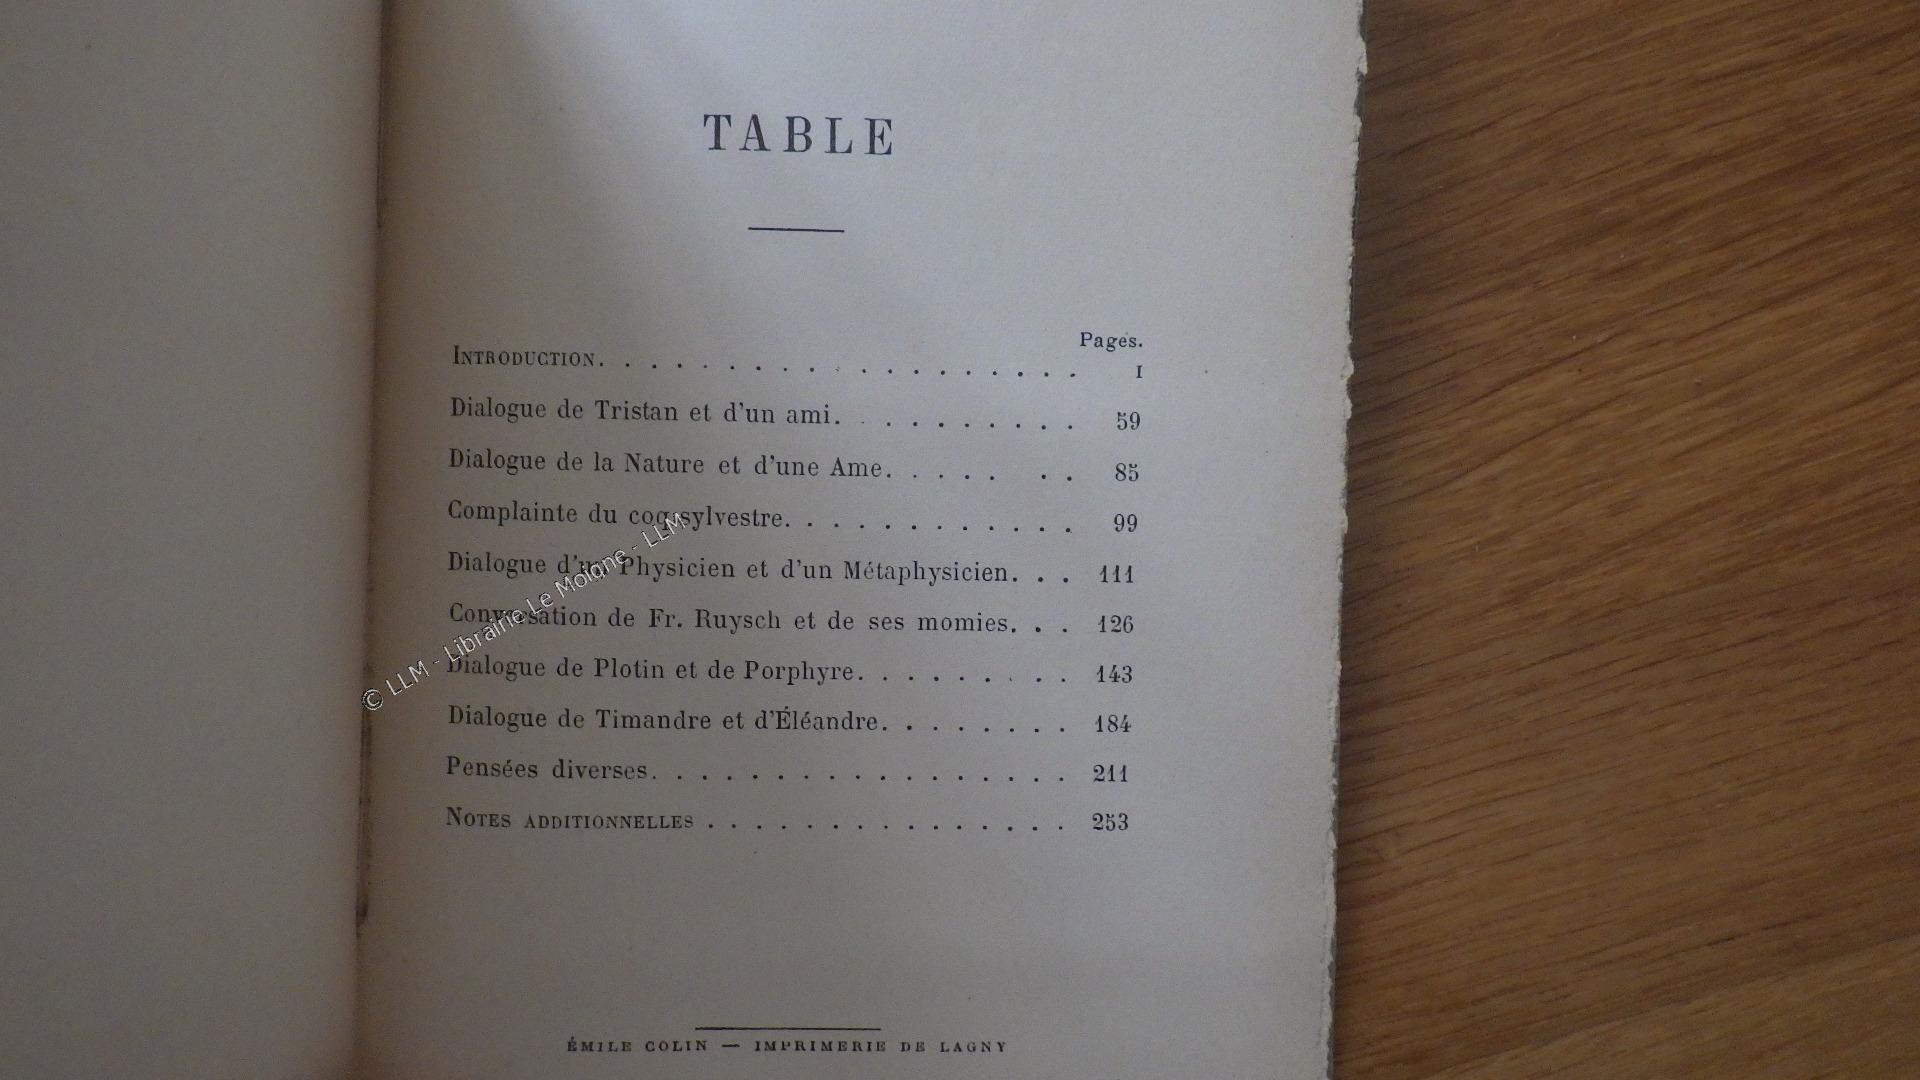 TABLE
Pages.
INTRODUCTION. . . . . . . . . . . . . . . . . . . I
Dialogue de Tristan et d'un ami. . . . . . . . . . 59
Dialogue de la Nature et d'une Ame. . . . . . . 85
Complainte du coq sylvestre. . . . . . . . . . . . 99
Dialogue d'un Physicien et d'un Métaphysicien. . . 111
Conversation de Fr. Ruysch et de ses momies. . . 126
Dialogue de Plotin et de Porphyre. . . . . . . . . 143
Dialogue de Timandre et d'Éléandre. . . . . . . . 184
Pensées diverses. . . . . . . . . . . . . . . . . 211
NOTES ADDITIONNELLES . . . . . . . . . . . . . . . 253
ÉMILE COLIN — IMPRIMERIE DE LAGNY
© LLM - Librairie Le Moigne - LLM